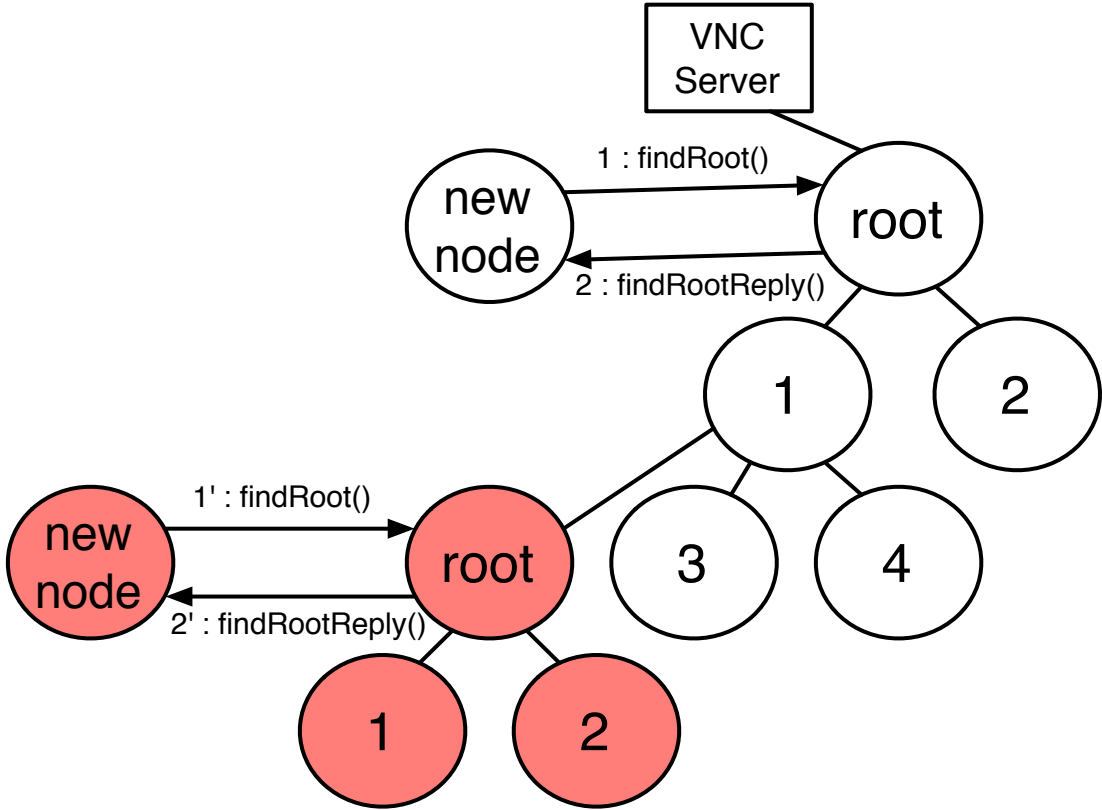 VNC
Server
1 : findRoot()
new
node
root
2 : findRootReply()
1
2
1' : findRoot()
new
node
root
3
4
2' : findRootReply()
1
2